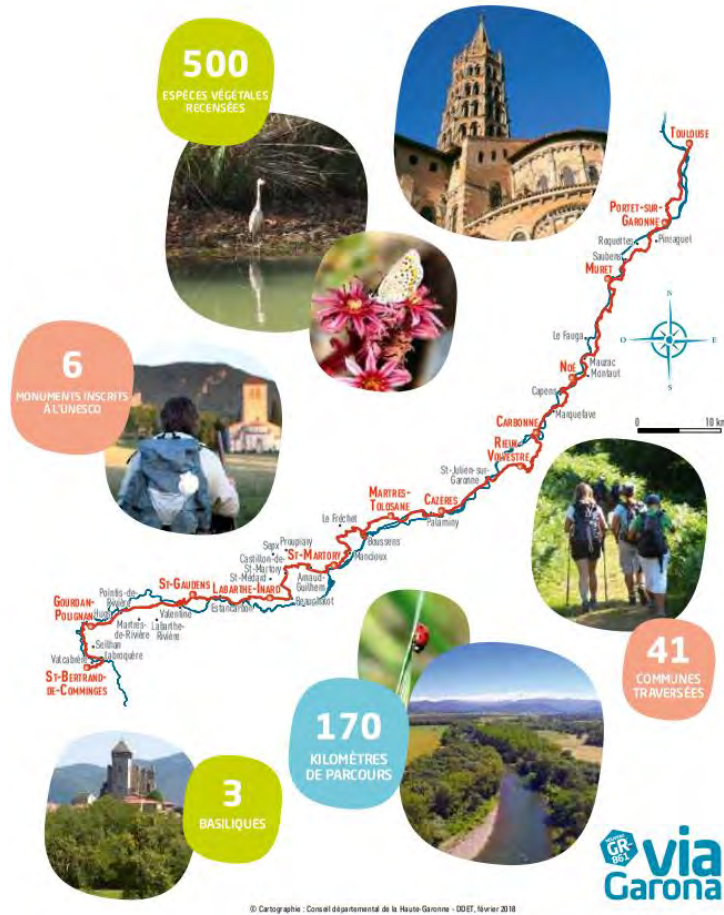 500
ESPÈCES VÉGÉTALES
RECENSÉES
TOULOUSE
PORTET-SUR-
GARONNE
Roquettes
Pinsaguel
Saubens
MURET
N
O
E
S
Le Fauga
Mauzac
NOÉ
Montaut
Capens
Marquefave
6
MONUMENTS INSCRITS
À L'UNESCO
0
10 km
CARBONNE
RIEUX-
VOLVESTRE
St-Julien-sur-
Garonne
MARTRES-
TOLOSANE
CAZÈRES
Palaminy
Le Fréchet
Boussens
Mancioux
Sepx
Proupiary
Castillon-de-
St-Martory
ST-MARTORY
St-Médard
Arnaud-
Guilhem
Beauchalot
ST-GAUDENS
LABARTHE-INARD
Estancarbon
Pointis-de-
Rivière
GOURDAN-
POLIGNAN
Huos
Valentine
Martres-
de-Rivière
Labarthe-
Rivière
Seilhan
Valcabrère
Labroquère
ST-BERTRAND-
DE-COMMINGES
41
COMMUNES
TRAVERSÉES
170
KILOMÈTRES
DE PARCOURS
3
BASILIQUES
NOUVEAU
GR®
861
via
Garona
© Cartographie : Conseil départemental de la Haute-Garonne - DDET, février 2018